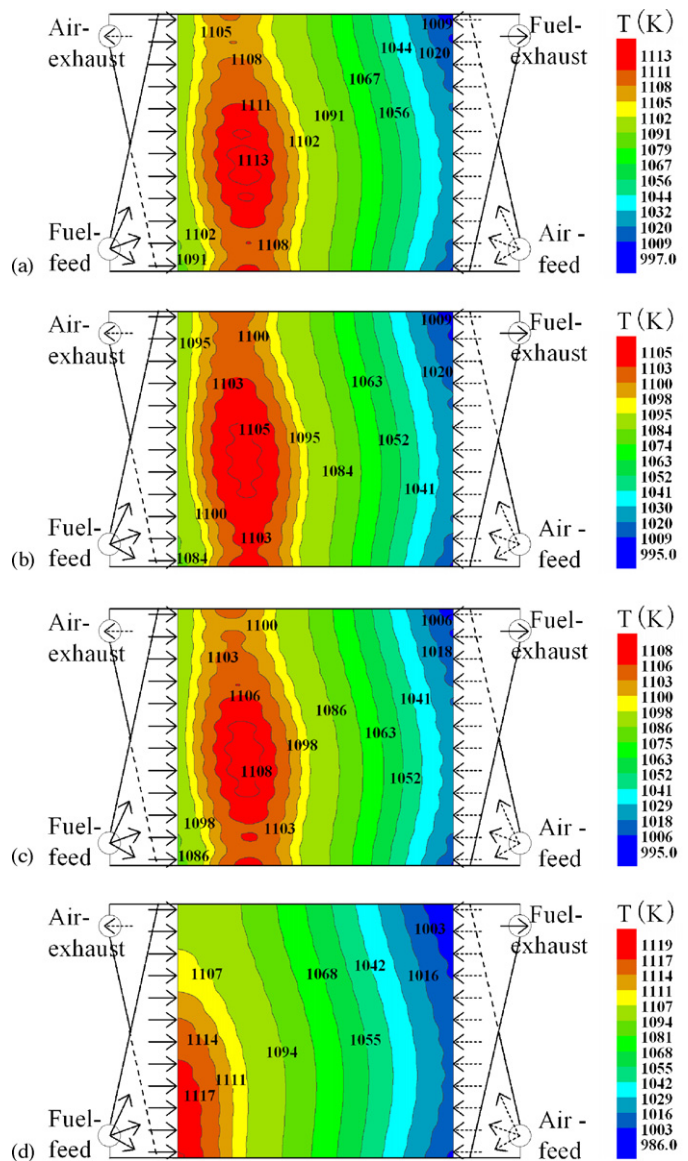 Air-
exhaust
Fuel-
exhaust
Fuel-
feed
Air -
feed
(a)
1105
1108
1111
1113
1102
1091
1102
1108
1091
1067
1044
1056
1009
1020
T (K)
1113
1111
1108
1105
1102
1091
1079
1067
1056
1044
1032
1020
1009
997.0
Air-
exhaust
Fuel-
exhaust
Fuel-
feed
Air -
feed
(b)
1095
1100
1103
1105
1095
1084
1100
1103
1084
1063
1052
1041
1009
1020
T (K)
1105
1103
1100
1098
1095
1084
1074
1063
1052
1041
1030
1020
1009
995.0
Air-
exhaust
Fuel-
exhaust
Fuel-
feed
Air -
feed
(c)
1100
1103
1106
1108
1098
1086
1098
1103
1086
1063
1041
1052
1006
1018
T (K)
1108
1106
1103
1100
1098
1086
1075
1063
1052
1041
1029
1018
1006
995.0
Air-
exhaust
Fuel-
exhaust
Fuel-
feed
Air -
feed
(d)
1107
1114
1111
1117
1094
1068
1042
1055
1003
1016
T (K)
1119
1117
1114
1111
1107
1094
1081
1068
1055
1042
1029
1016
1003
986.0